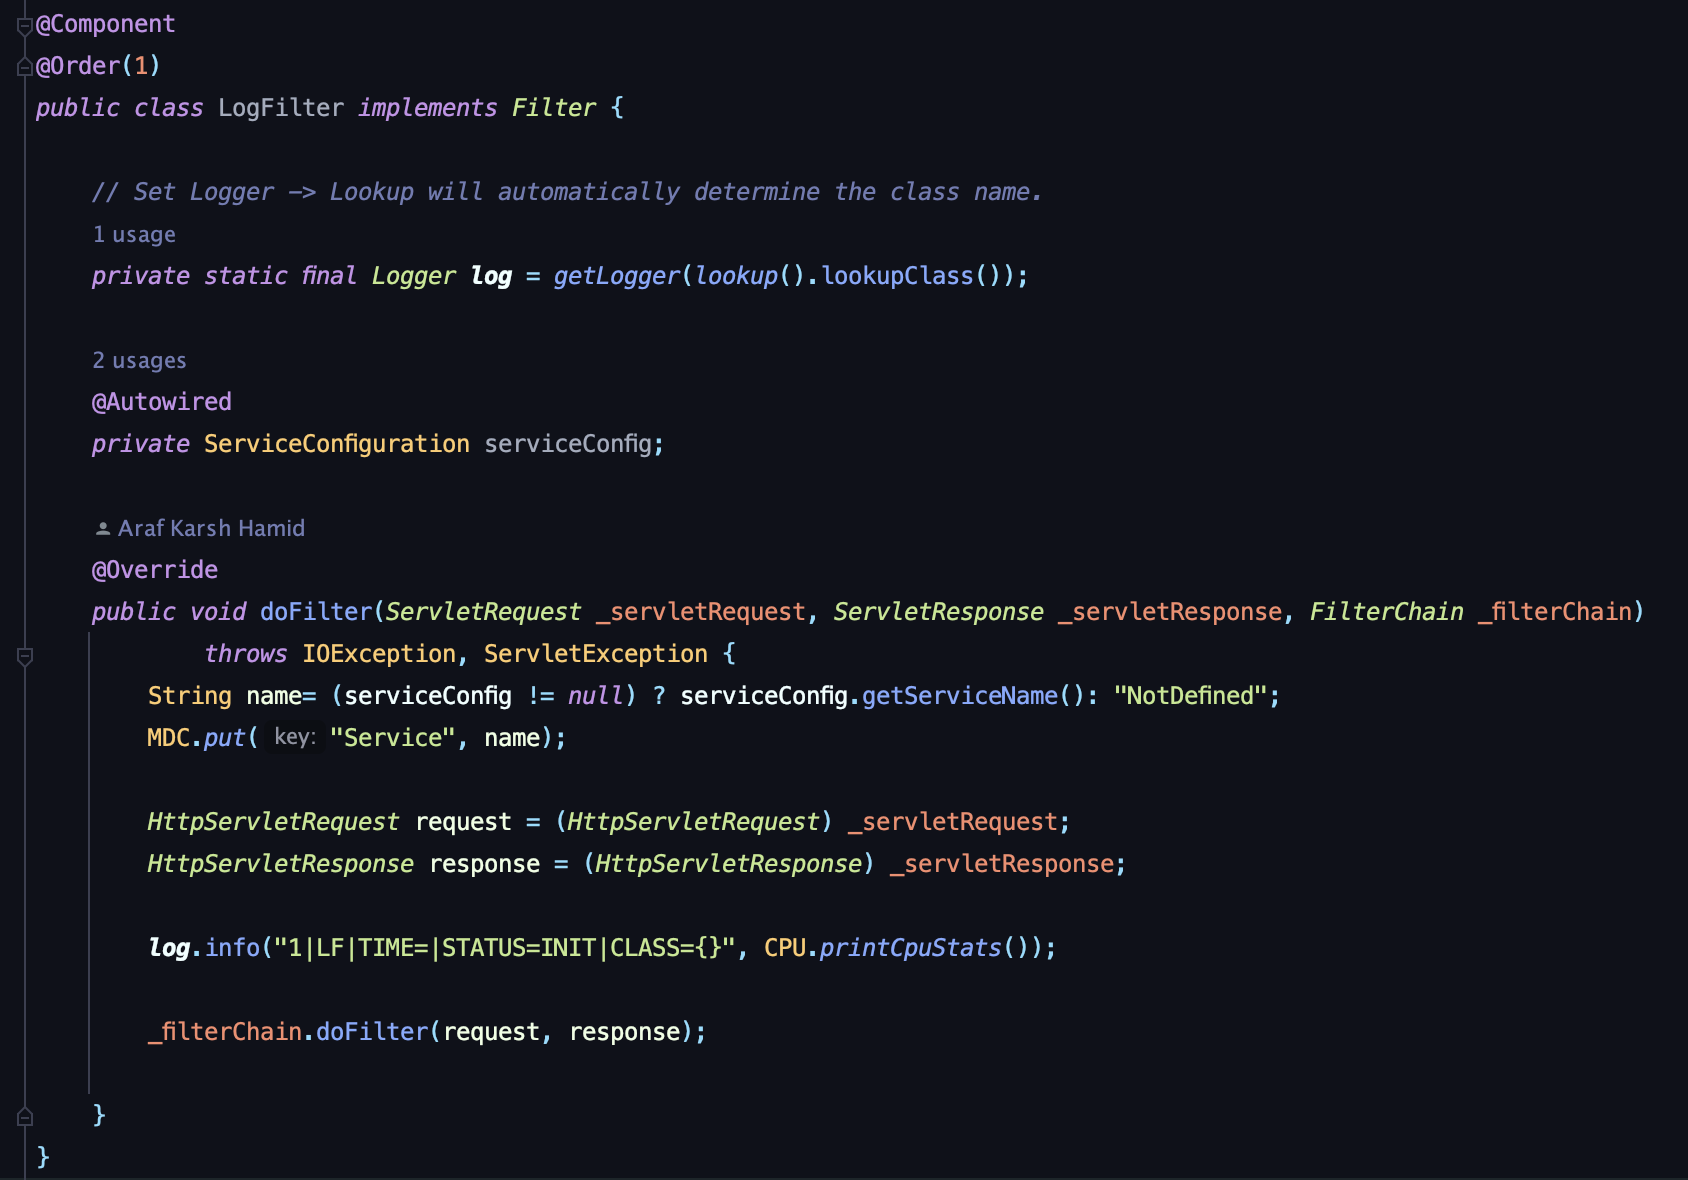 @Component
@Order(1)
public class LogFilter implements Filter {
// Set Logger -> Lookup will automatically determine the class name.
1 usage
private static final Logger log = getLogger(lookup().lookupClass());
2 usages
@Autowired
private ServiceConfiguration serviceConfig;
Araf Karsh Hamid
@Override
public void doFilter(ServletRequest _servletRequest, ServletResponse _servletResponse, FilterChain _filterChain)
throws IOException, ServletException {
String name= (serviceConfig != null) ? serviceConfig.getServiceName(): "NotDefined";
MDC.put( key: "Service", name);
HttpServletRequest request = (HttpServletRequest) _servletRequest;
HttpServletResponse response = (HttpServletResponse) _servletResponse;
log.info("1|LF|TIME=|STATUS=INIT|CLASS={}", CPU.printCpuStats());
_filterChain.doFilter(request, response);
}
}